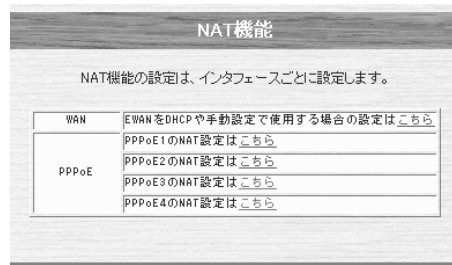 NAT機能
NAT機能の設定は、インタフェースごとに設定します。
WAN EWANをDHCPや手動設定で使用する場合の設定はこちら
PPPoE1のNAT設定はこちら
PPPoE PPPoE2のNAT設定はこちら
PPPoE3のNAT設定はこちら
PPPoE4のNAT設定はこちら